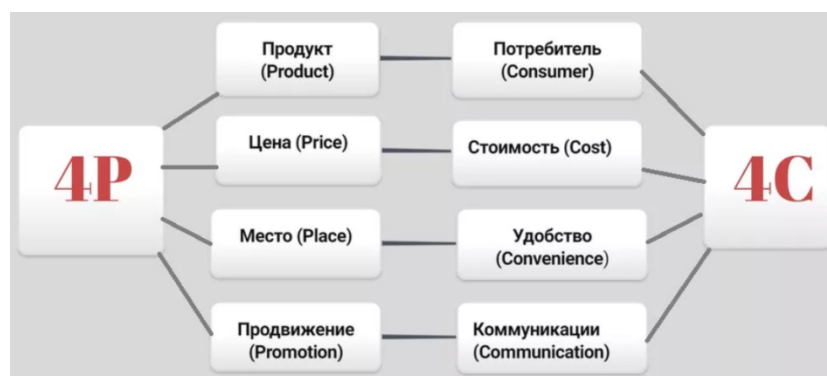 4P
Продукт
(Product)
Цена (Price)
Место (Place)
Продвижение
(Promotion)
Потребитель
(Consumer)
Стоимость (Cost)
Удобство
(Convenience)
Коммуникации
(Communication)
4C